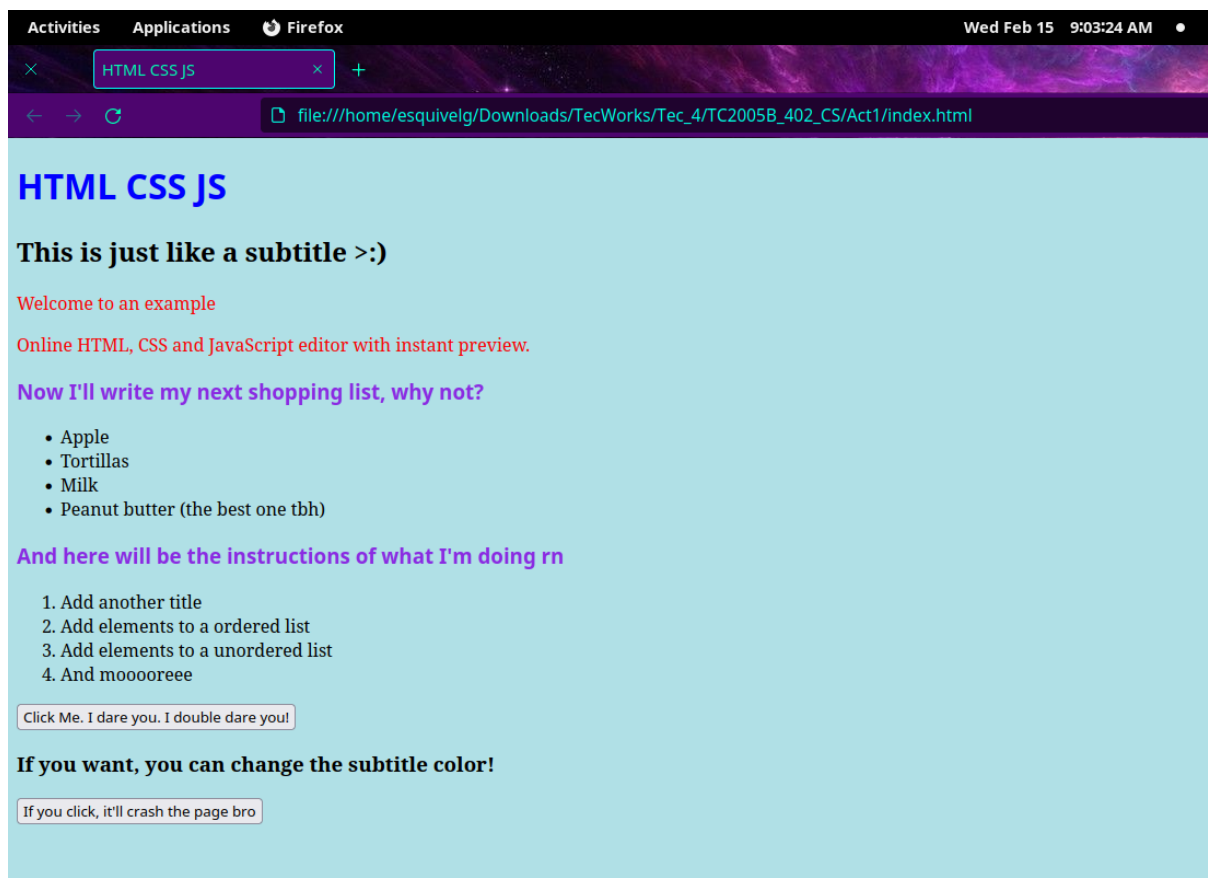 Activities Applications Firefox Wed Feb 15 9:03:24 AM
HTML CSS JS
file:///home/esquivelg/Downloads/TecWorks/Tec_4/TC2005B_402_CS/Act1/index.html
HTML CSS JS
This is just like a subtitle >:)
Welcome to an example
Online HTML, CSS and JavaScript editor with instant preview.
Now I'll write my next shopping list, why not?
• Apple
• Tortillas
• Milk
• Peanut butter (the best one tbh)
And here will be the instructions of what I'm doing rn
1. Add another title
2. Add elements to a ordered list
3. Add elements to a unordered list
4. And mooooreee
Click Me. I dare you. I double dare you!
If you want, you can change the subtitle color!
If you click, it'll crash the page bro